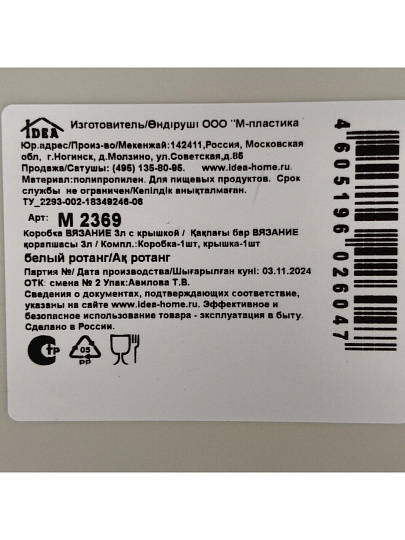 IDEA
Изготовитель/Өндіруші ООО "М-пластика
Юр.адрес/Произ-во/Мекенжай:142411,Россия, Московская
обл, г.Ногинск, д.Молзино, ул.Советская,д.85
Продажа/Сатушы: (495) 135-80-95. www.idea-home.ru.
Материал:полипропилен. Для пищевых продуктов. Срок
службы не ограничен/Кепілдік анықталмаған.
ТУ_2293-002-18349246-06
Арт: М 2369
Коробка ВЯЗАНИЕ 3л с крышкой / Қақпағы бар ВЯЗАНИЕ
қорапшасы 3л / Компл.:Коробка-1шт, крышка-1шт
белый ротанг/Ақ ротанг
Партия №/ Дата производства/Шығарылған күні: 03.11.2024
ОТК: смена № 2 Упак:Авилова Т.В.
Сведения о документах, подтверждающих соответствие,
указаны на сайте www.idea-home.ru. Эффективное и
безопасное использование товара - эксплуатация в быту.
Сделано в России.
05
PP
4605196026047